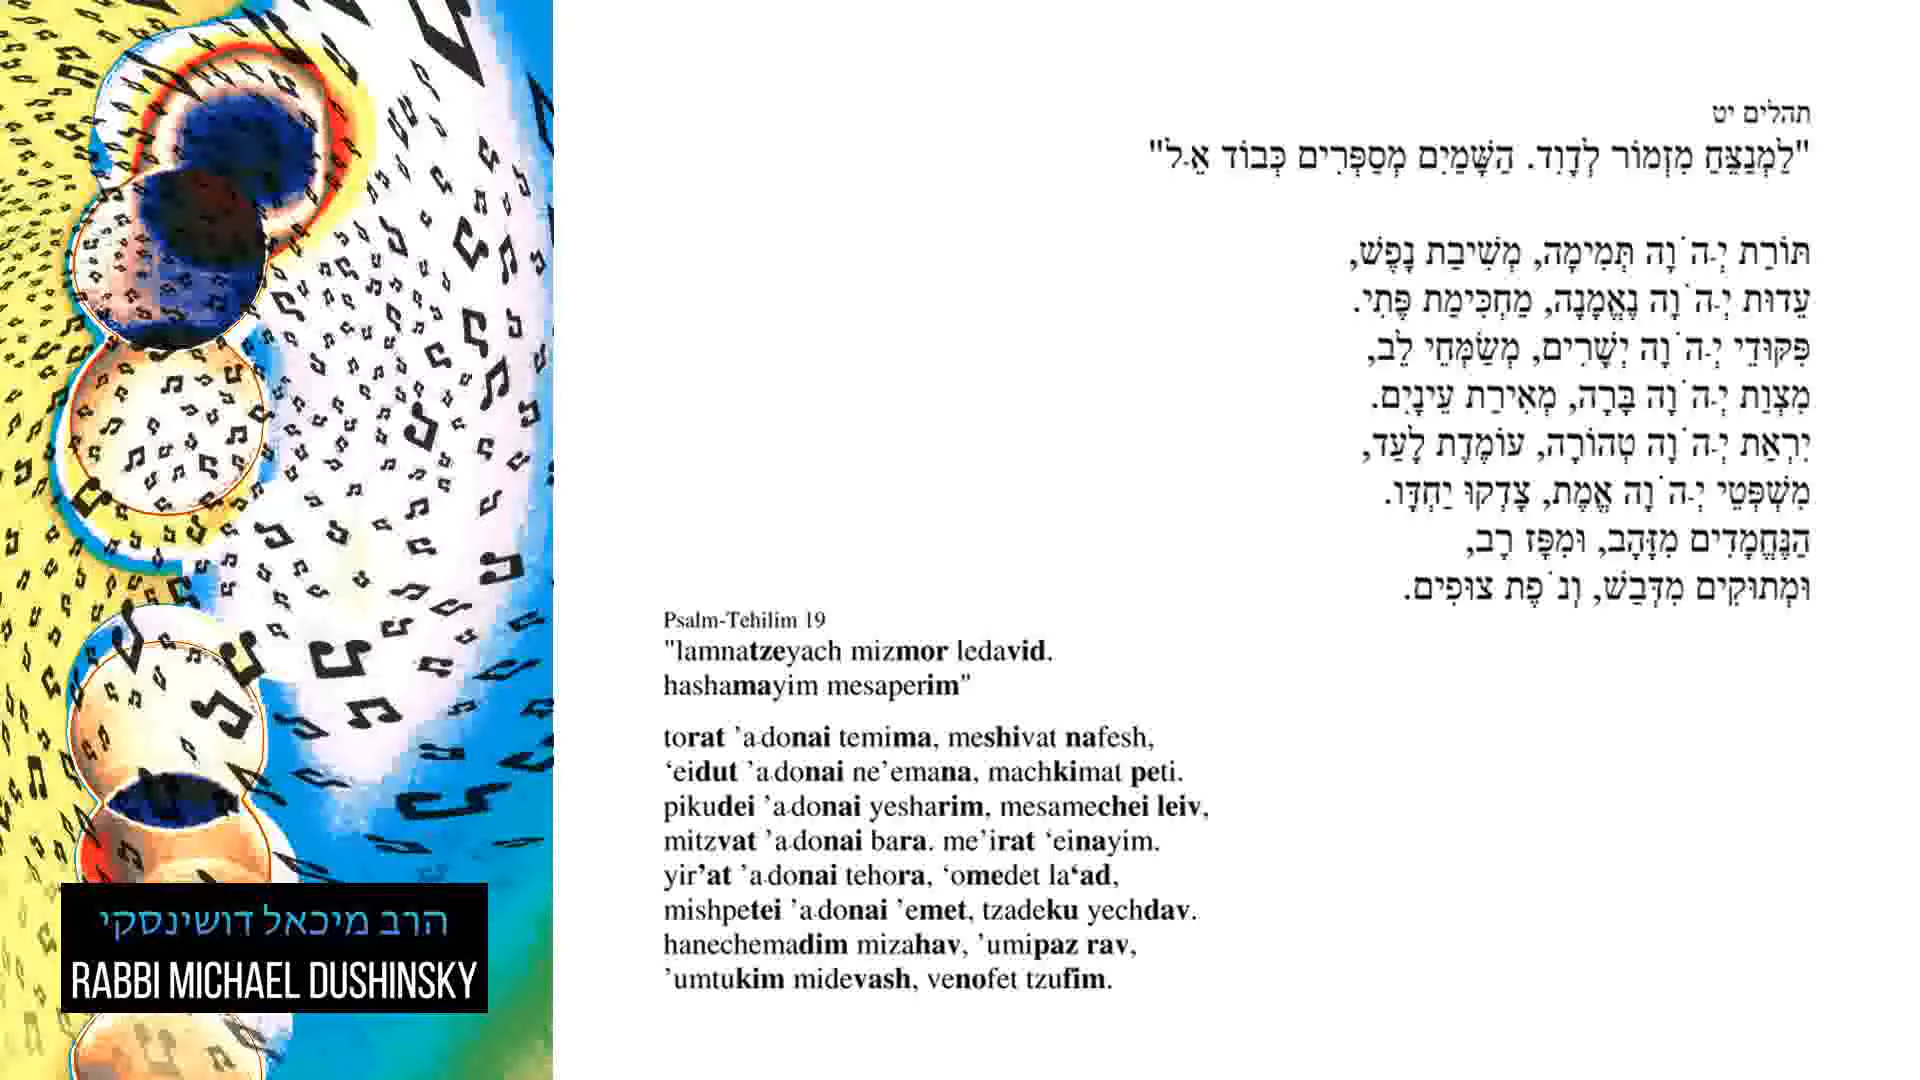 תהלים יט
"לַמְנַצֵּחַ מִזְמוֹר לְדָוִד. הַשָּׁמַיִם מְסַפְּרִים כְּבוֹד אֵ-ל"
תּוֹרַת יְ-הֹוָה תְּמִימָה, מְשִׁיבַת נָפֶשׁ,
עֵדוּת יְ-הֹוָה נֶאֱמָנָה, מַחְכִּימַת פֶּתִי.
פִּקּוּדֵי יְ-הֹוָה יְשָׁרִים, מְשַׂמְּחֵי לֵב,
מִצְוַת יְ-הֹוָה בָּרָה, מְאִירַת עֵינָיִם.
יִרְאַת יְ-הֹוָה טְהוֹרָה, עוֹמֶדֶת לָעַד,
מִשְׁפְּטֵי יְ-הֹוָה אֱמֶת, צָדְקוּ יַחְדָּו.
הַנֶּחֱמָדִים מִזָּהָב, וּמִפָּז רָב,
וּמְתוּקִים מִדְּבַשׁ, וְנֹפֶת צוּפִים.
Psalm-Tehilim 19
"lamnatzeyach mizmor ledavid.
hashamayim mesaperim"
torat ’a-donai temima, meshivat nafesh,
‘eidut ’a-donai ne’emana, machkimat peti.
pikudei ’a-donai yesharim, mesamechei leiv,
mitzvat ’a-donai bara. me’irat ‘einayim.
yir’at ’a-donai tehora, ‘omedet la‘ad,
mishpetei ’a-donai ’emet, tzadeku yechdav.
hanechemadim mizahav, ’umipaz rav,
’umtukim midevash, venofet tzufim.
הרב מיכאל דושינסקי
RABBI MICHAEL DUSHINSKY